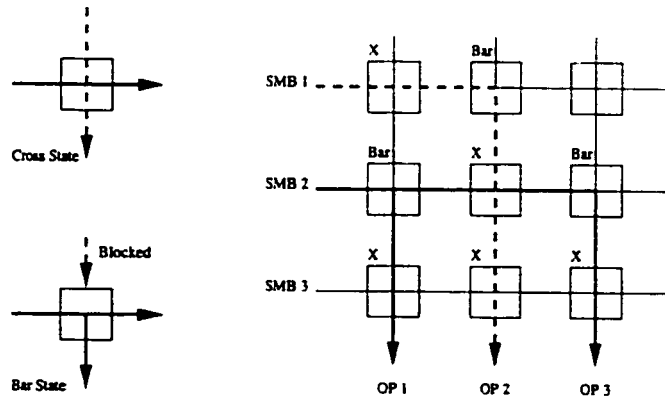 Cross State
Blocked
Bar State
X Bar
SMB 1
Bar X Bar
SMB 2
X X X
SMB 3
OP 1 OP 2 OP 3